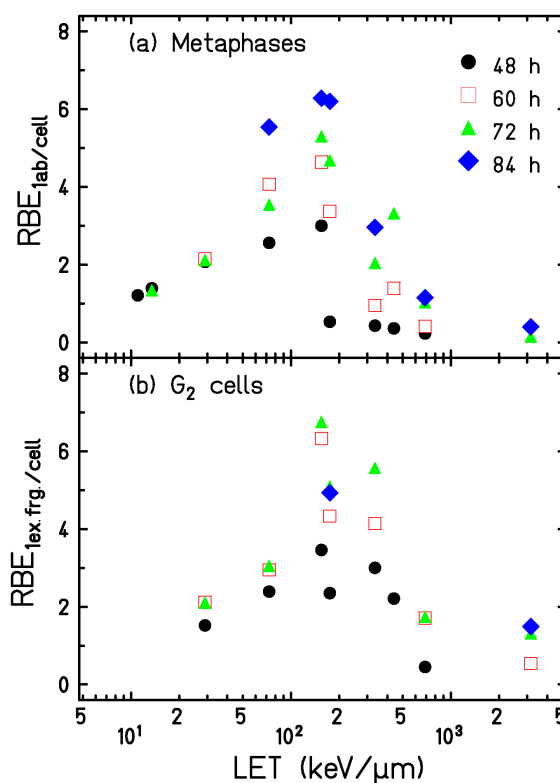 8
(a) Metaphases
48 h
60 h
72 h
84 h
6
4
2
0
RBE1ab/cell
8
(b) G2 cells
6
4
2
0
RBE1ex.frg./cell
5 10^1 2 5 10^2 2 5 10^3 2 5
LET (keV/μm)